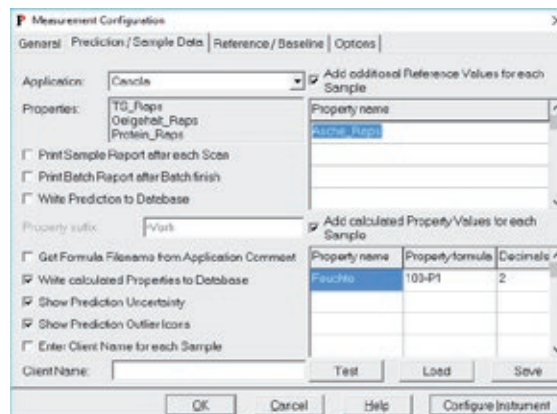 Measurement Configuration
General Prediction / Sample Data Reference / Baseline Options
Application: Canola
Properties: TS_Raps
Oelgehalt_Raps
Protein_Raps
Print Sample Report after each Scan
Print Batch Report after Batch finish
Write Prediction to Database
Property suffix:
Get Formula Filename from Application Comment
Write calculated Properties to Database
Show Prediction Uncertainty
Show Prediction Outlier Icons
Enter Client Name for each Sample
Client Name:
Add additional Reference Values for each
Sample
Property name
Asche_Raps
Add calculated Property Values for each
Sample
Property name Property formula Decimals
Feuchte 100-P1 2
Test Load Save
OK Cancel Help Configure Instrument